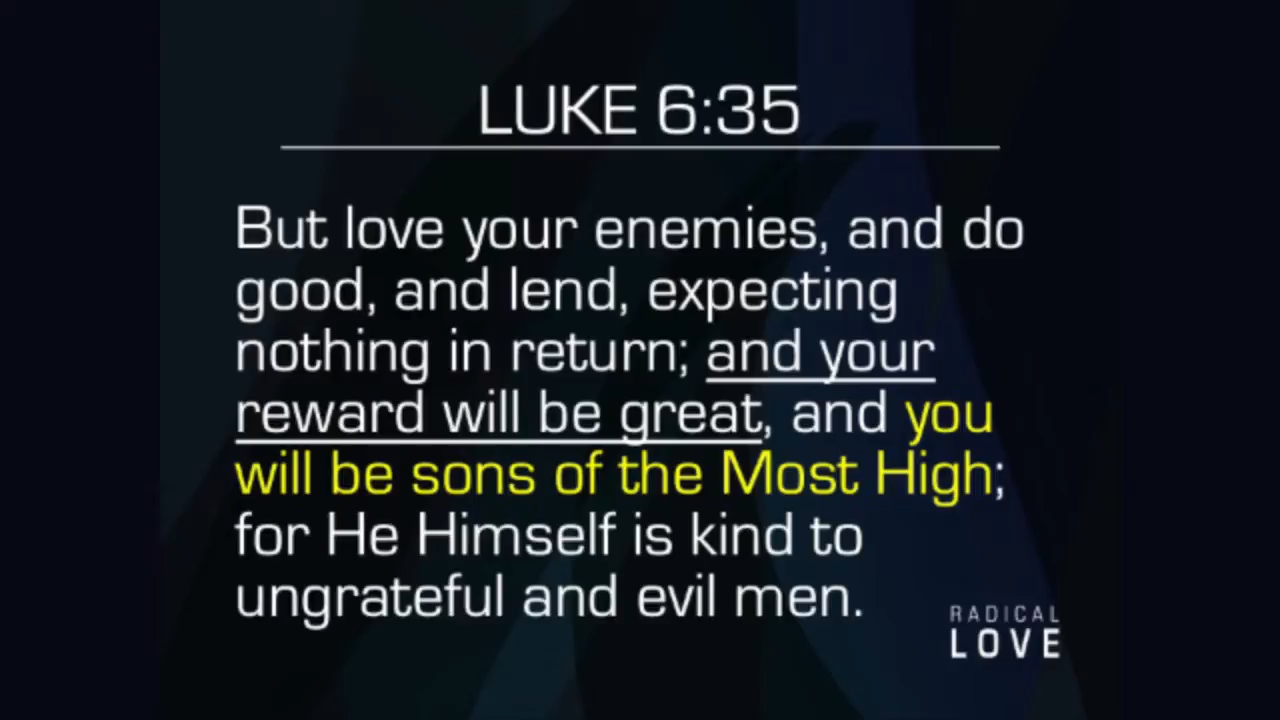 LUKE 6:35
But love your enemies, and do
good, and lend, expecting
nothing in return; and your
reward will be great, and you
will be sons of the Most High;
for He Himself is kind to
ungrateful and evil men.
RADICAL
LOVE